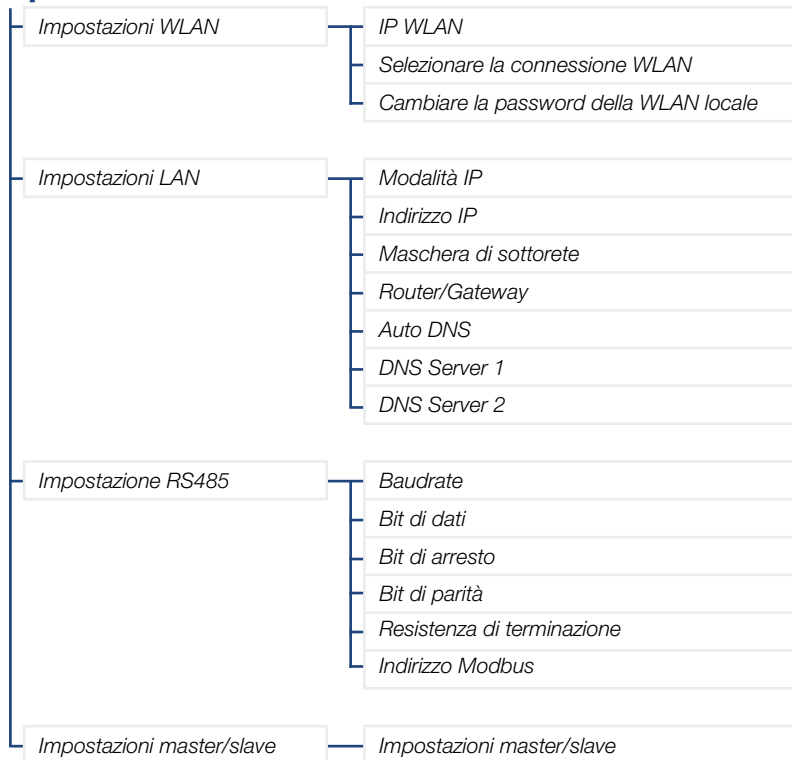 Impostazioni WLAN
IP WLAN
Selezionare la connessione WLAN
Cambiare la password della WLAN locale
Impostazioni LAN
Modalità IP
Indirizzo IP
Maschera di sottorete
Router/Gateway
Auto DNS
DNS Server 1
DNS Server 2
Impostazione RS485
Baudrate
Bit di dati
Bit di arresto
Bit di parità
Resistenza di terminazione
Indirizzo Modbus
Impostazioni master/slave
Impostazioni master/slave